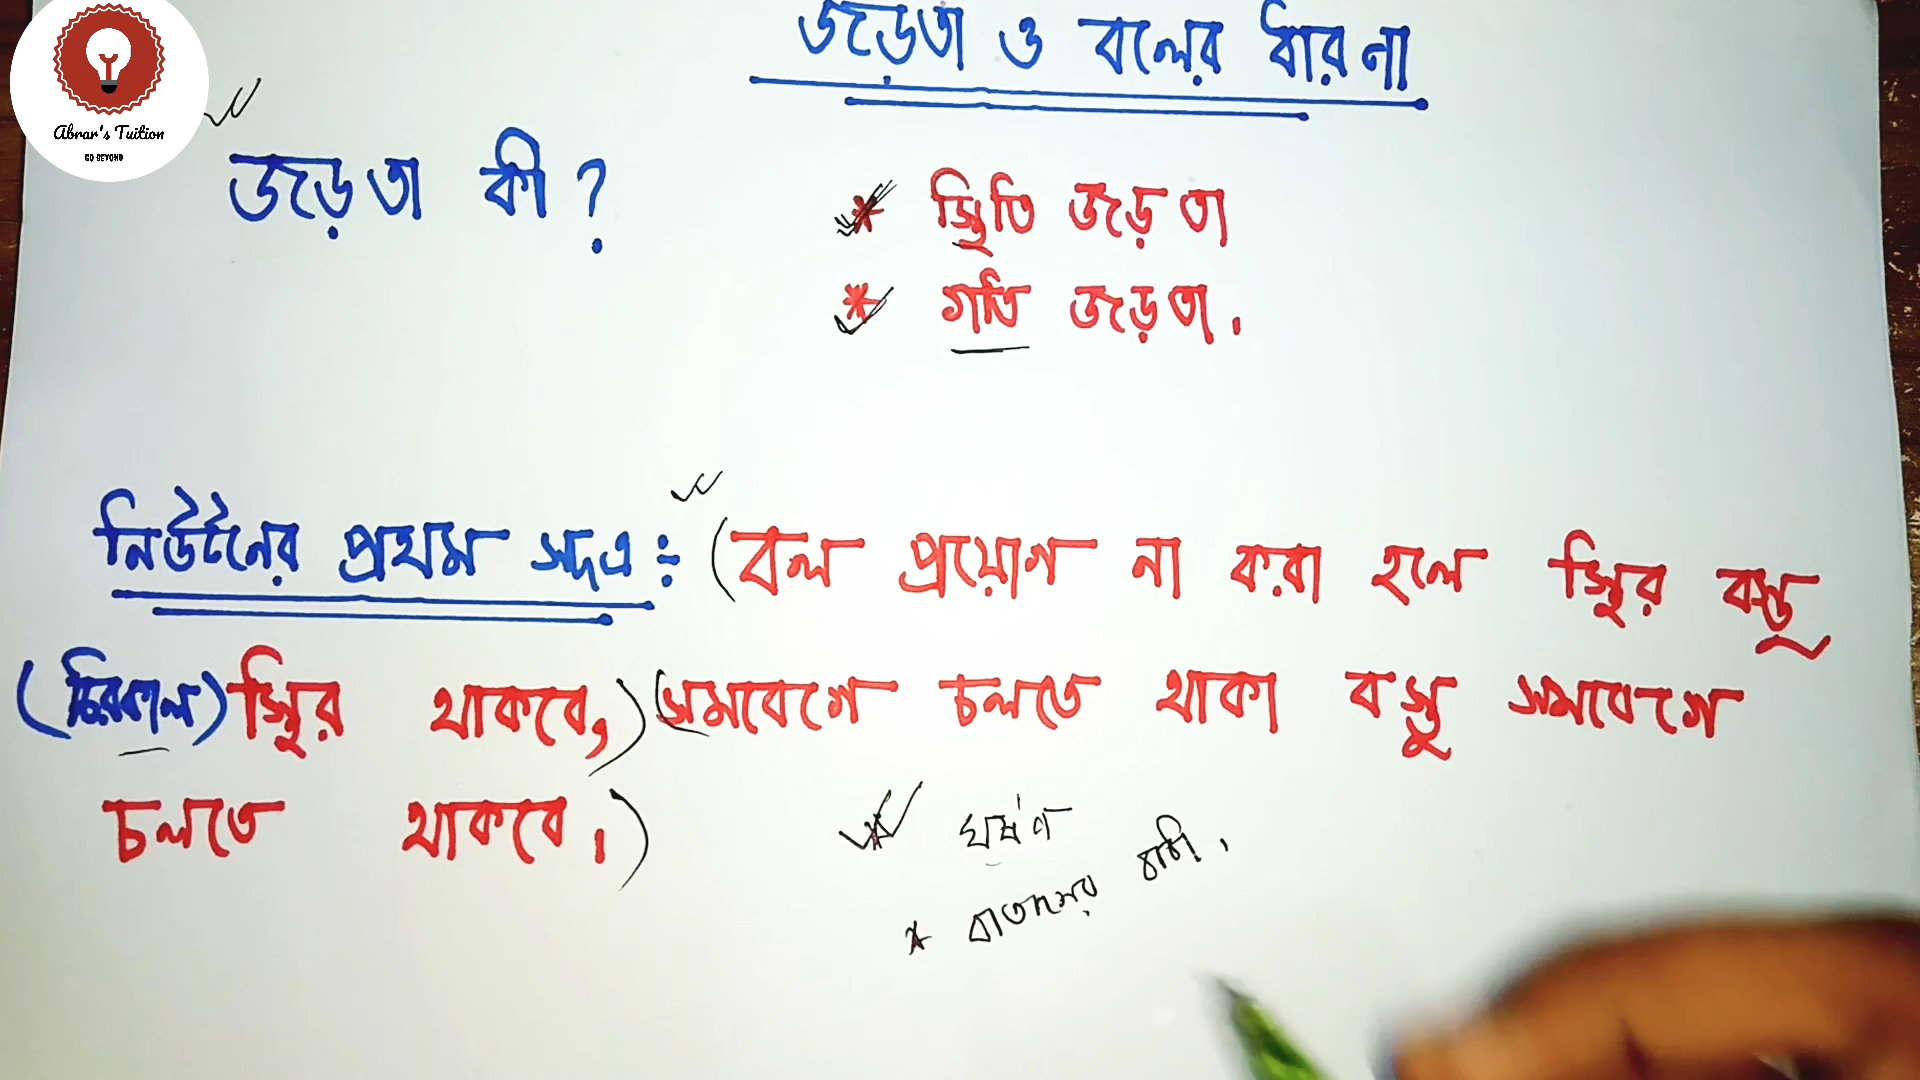 জড়তা ও বলের ধারনা
Abrar's Tuition
GO BEYOND
জড়তা কী?
* স্থিতি জড়তা
* গতি জড়তা।
নিউটনের প্রথম সূত্র ঃ (বল প্রয়োগ না করা হলে স্থির বস্তু
(চিরকাল) স্থির থাকবে,) (সমবেগে চলতে থাকা বস্তু সমবেগে
চলতে থাকবে।)
* ঘর্ষণ
* বাতাসের বাধা।